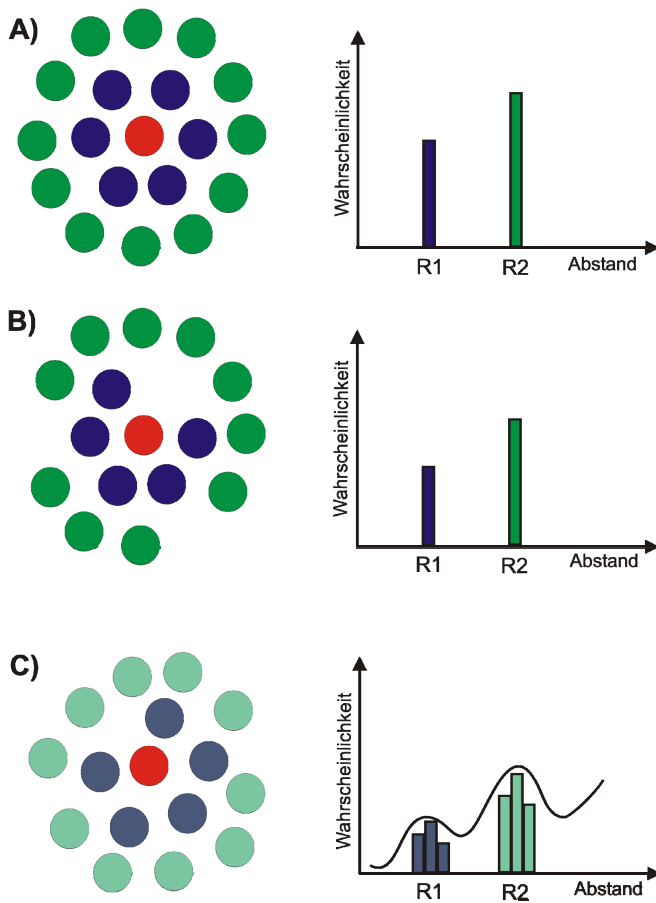 A)
Wahrscheinlichkeit
R1
R2
Abstand
B)
Wahrscheinlichkeit
R1
R2
Abstand
C)
Wahrscheinlichkeit
R1
R2
Abstand